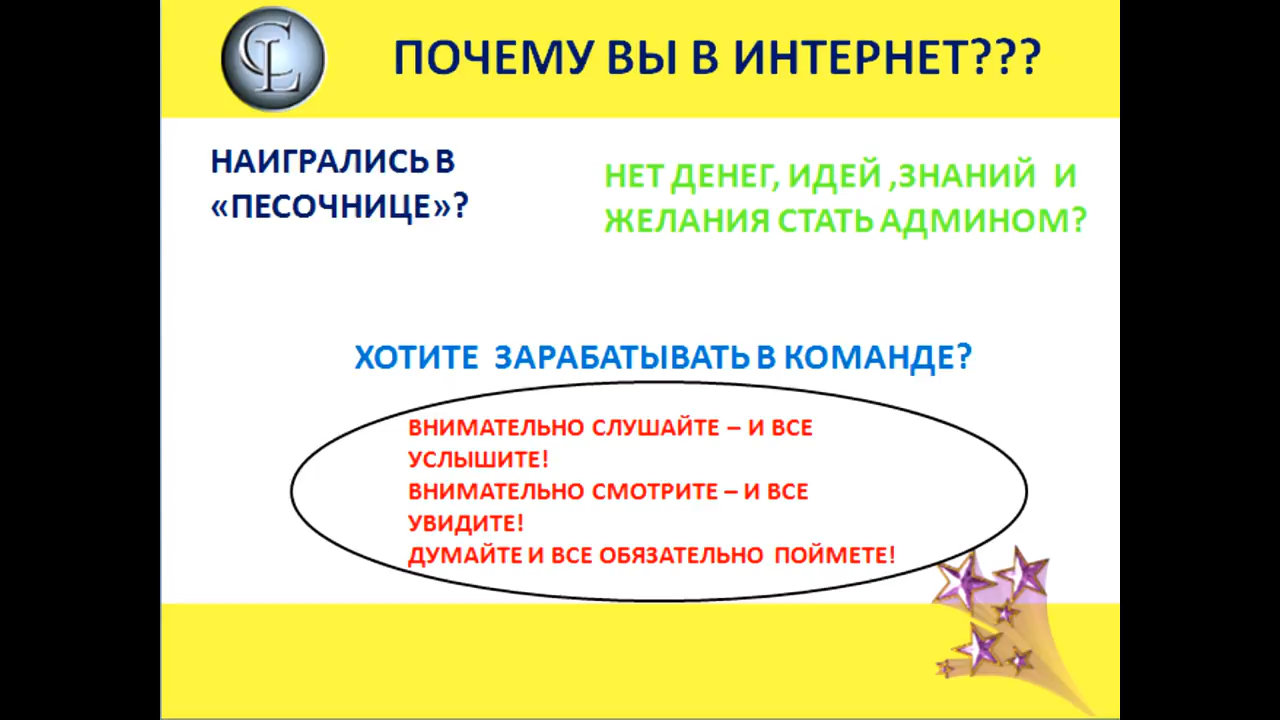 CL
ПОЧЕМУ ВЫ В ИНТЕРНЕТ???
НАИГРАЛИСЬ В
«ПЕСОЧНИЦЕ»?
НЕТ ДЕНЕГ, ИДЕЙ ,ЗНАНИЙ И
ЖЕЛАНИЯ СТАТЬ АДМИНОМ?
ХОТИТЕ ЗАРАБАТЫВАТЬ В КОМАНДЕ?
ВНИМАТЕЛЬНО СЛУШАЙТЕ – И ВСЕ
УСЛЫШИТЕ!
ВНИМАТЕЛЬНО СМОТРИТЕ – И ВСЕ
УВИДИТЕ!
ДУМАЙТЕ И ВСЕ ОБЯЗАТЕЛЬНО ПОЙМЕТЕ!